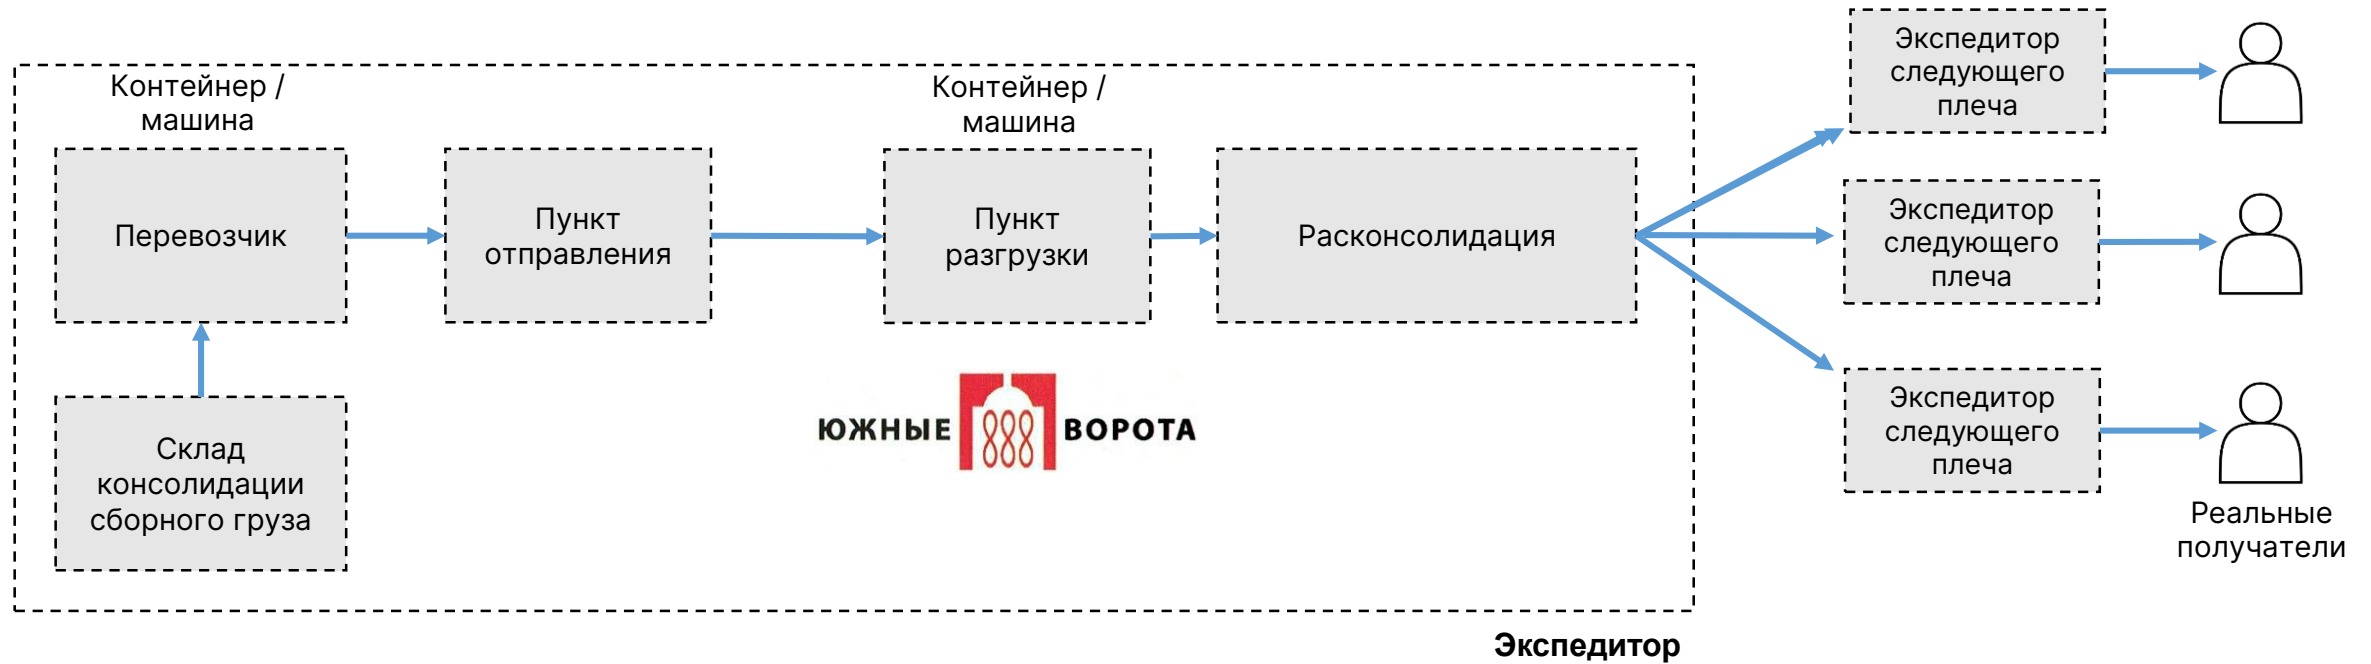 Контейнер /
машина
Перевозчик
Склад
консолидации
сборного груза
Пункт
отправления
Контейнер /
машина
Пункт
разгрузки
Расконсолидация
ЮЖНЫЕ ВОРОТА
Экспедитор
Экспедитор
следующего
плеча
Экспедитор
следующего
плеча
Экспедитор
следующего
плеча
Реальные
получатели